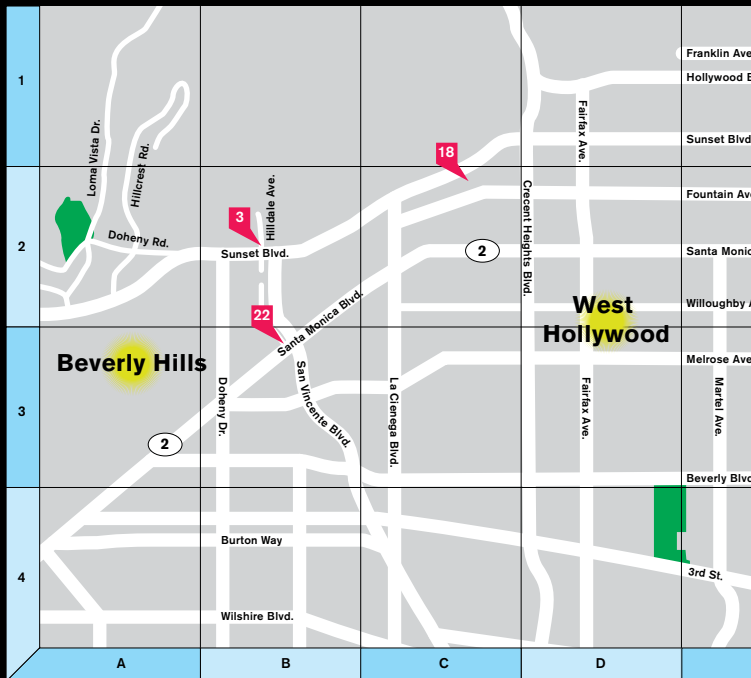 Franklin Ave
1
Hollywood B
Fairfax Ave.
Sunset Blvd
18
Loma Vista Dr.
Hillcrest Rd.
Hilldale Ave.
Crecent Heights Blvd.
Fountain Ave
3
Doheny Rd.
2
Sunset Blvd.
2
Santa Monic
22
Santa Monica Blvd.
West
Hollywood
Willoughby A
Beverly Hills
San Vincente Blvd.
Melrose Ave
3
Doheny Dr.
La Cienega Blvd.
Fairfax Ave.
Martel Ave.
2
Beverly Blvd
Burton Way
4
3rd St.
Wilshire Blvd.
A
B
C
D